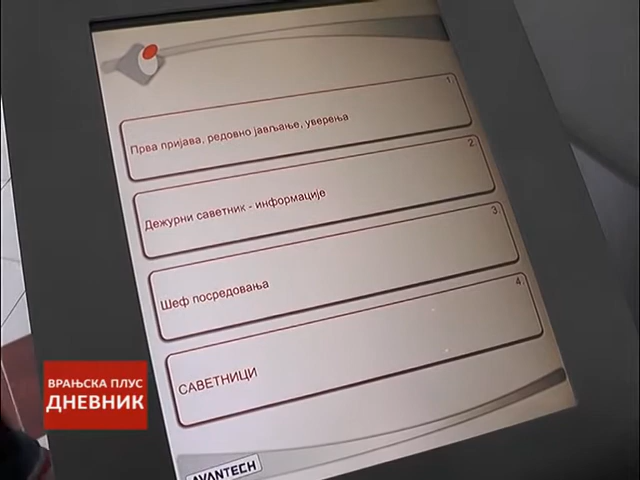 1
Прва пријава, редовно јављање, уверења
2
Дежурни саветник - информације
3
Шеф посредовања
4
САВЕТНИЦИ
ВРАЊСКА ПЛУС
ДНЕВНИК
AVANTECH